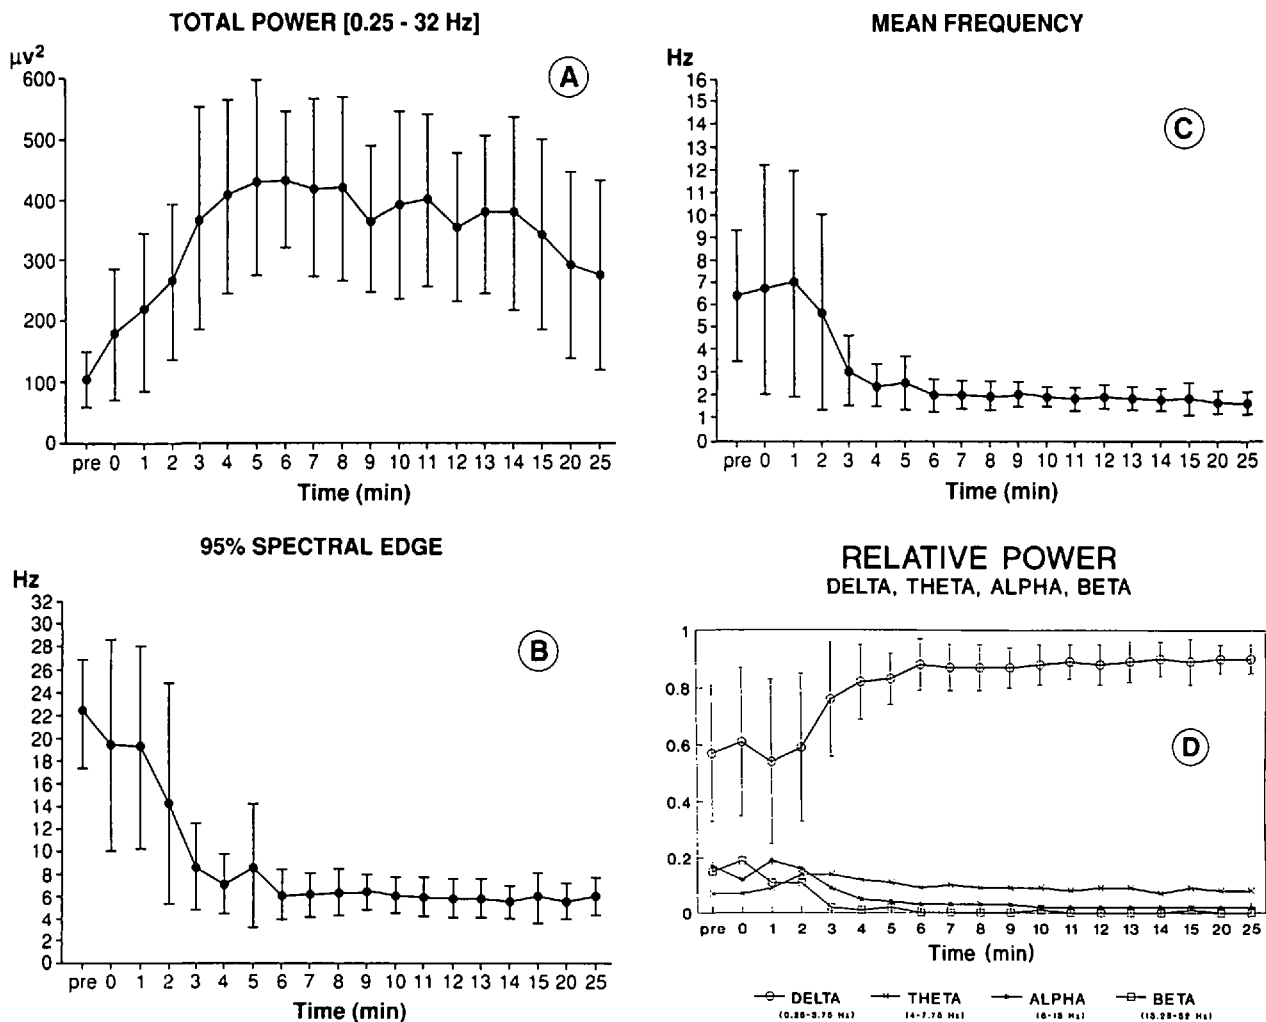 TOTAL POWER [0.25 - 32 Hz]
μv²
A
600
500
400
300
200
100
0
pre 0 1 2 3 4 5 6 7 8 9 10 11 12 13 14 15 20 25
Time (min)
MEAN FREQUENCY
Hz
C
16
15
14
13
12
11
10
9
8
7
6
5
4
3
2
1
0
pre 0 1 2 3 4 5 6 7 8 9 10 11 12 13 14 15 20 25
Time (min)
95% SPECTRAL EDGE
Hz
B
32
30
28
26
24
22
20
18
16
14
12
10
8
6
4
2
0
pre 0 1 2 3 4 5 6 7 8 9 10 11 12 13 14 15 20 25
Time (min)
RELATIVE POWER
DELTA, THETA, ALPHA, BETA
D
1
0.8
0.6
0.4
0.2
0
pre 0 1 2 3 4 5 6 7 8 9 10 11 12 13 14 15 20 25
Time (min)
DELTA THETA ALPHA BETA
(4-7.75 Hz)